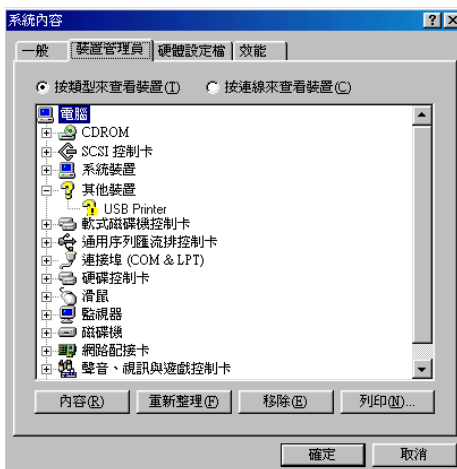 系統內容
一般 裝置管理員 硬體設定檔 效能
按類型來查看裝置(T) 按連線來查看裝置(C)
電腦
CDROM
SCSI 控制卡
系統裝置
其他裝置
USB Printer
軟式磁碟機控制卡
通用序列匯流排控制卡
連接埠 (COM & LPT)
硬碟控制卡
滑鼠
監視器
磁碟機
網路配接卡
聲音、視訊與遊戲控制卡
內容(R) 重新整理(F) 移除(E) 列印(N)...
確定 取消